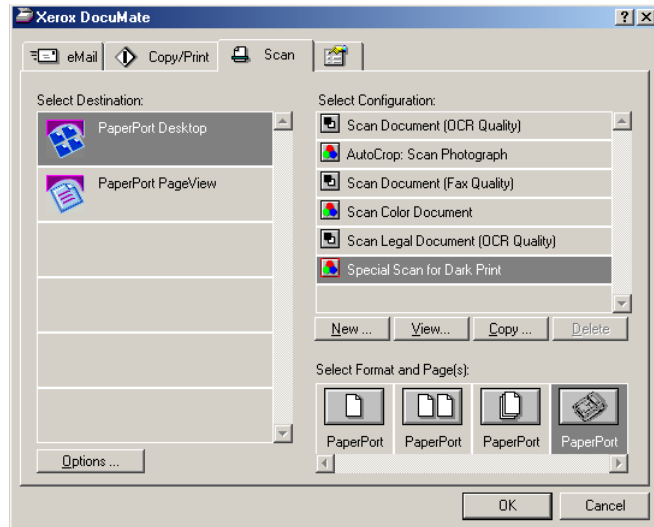 Xerox DocuMate
eMail Copy/Print Scan
Select Destination:
PaperPort Desktop
PaperPort PageView
Options ...
Select Configuration:
Scan Document (OCR Quality)
AutoCrop: Scan Photograph
Scan Document (Fax Quality)
Scan Color Document
Scan Legal Document (OCR Quality)
Special Scan for Dark Print
New ... View... Copy ... Delete
Select Format and Page(s):
PaperPort PaperPort PaperPort PaperPort
OK Cancel